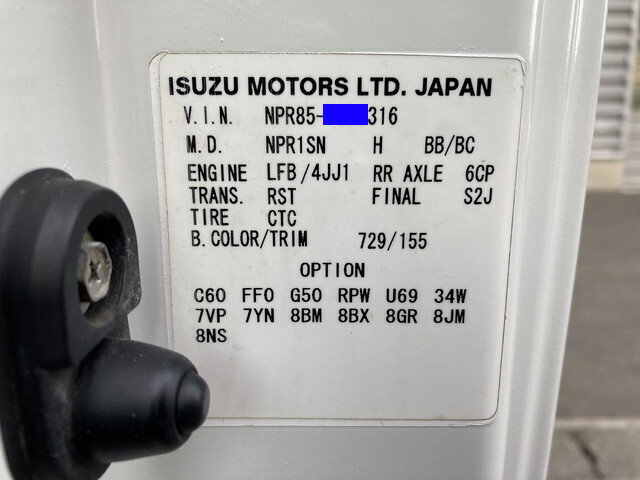 ISUZU MOTORS LTD. JAPAN
V.I.N. NPR85- 316
M.D. NPR1SN H BB/BC
ENGINE LFB/4JJ1 RR AXLE 6CP
TRANS. RST FINAL S2J
TIRE CTC
B.COLOR/TRIM 729/155
OPTION
C60 FF0 G50 RPW U69 34W
7VP 7YN 8BM 8BX 8GR 8JM
8NS